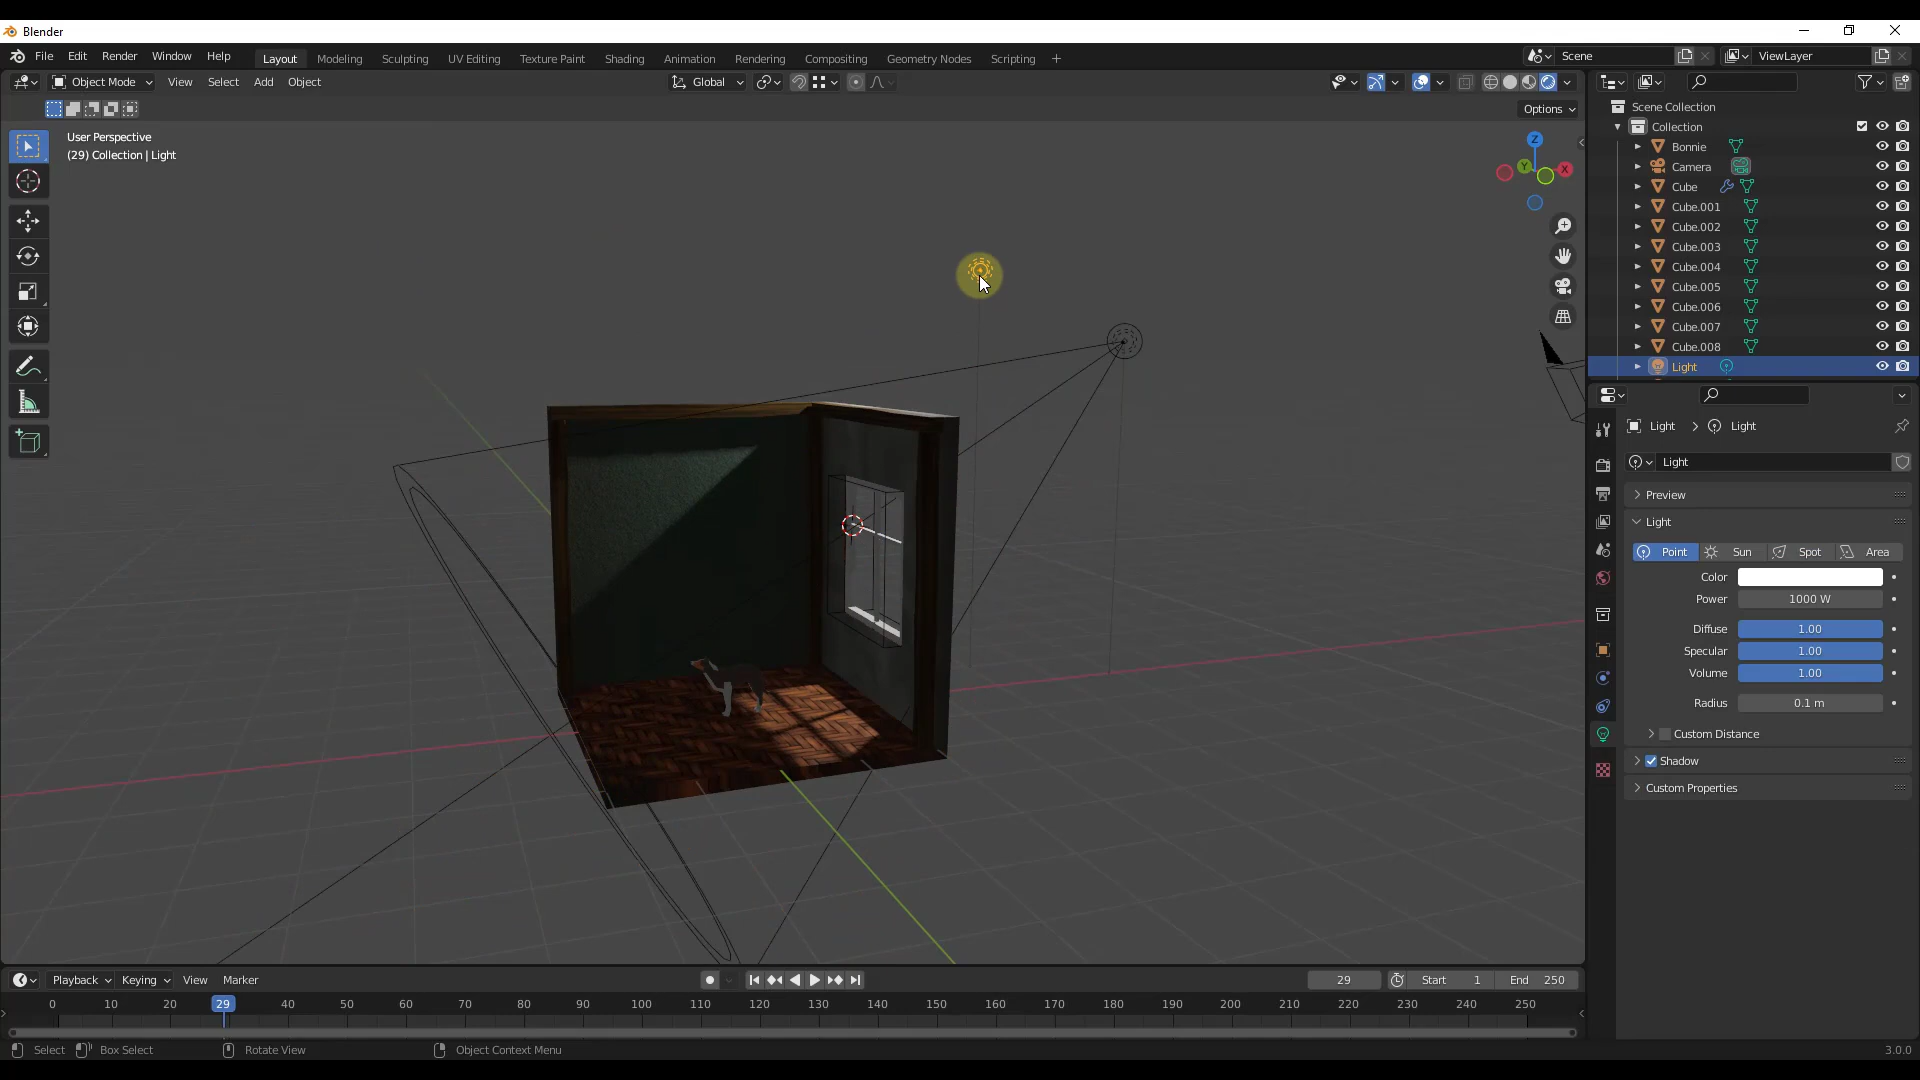 Blender
File Edit Render Window Help Layout Modeling Sculpting UV Editing Texture Paint Shading Animation Rendering Compositing Geometry Nodes Scripting + Scene ViewLayer
Object Mode View Select Add Object Global
Options
User Perspective
(29) Collection | Light
Z
Y
X
Scene Collection
Collection
Bonnie
Camera
Cube
Cube.001
Cube.002
Cube.003
Cube.004
Cube.005
Cube.006
Cube.007
Cube.008
Light
Light > Light
Light
Preview
Light
Point Sun Spot Area
Color
Power 1000 W
Diffuse 1.00
Specular 1.00
Volume 1.00
Radius 0.1 m
Custom Distance
Shadow
Custom Properties
Playback Keying View Marker 29 Start 1 End 250
0 10 20 29 40 50 60 70 80 90 100 110 120 130 140 150 160 170 180 190 200 210 220 230 240 250
Select Box Select Rotate View Object Context Menu 3.0.0